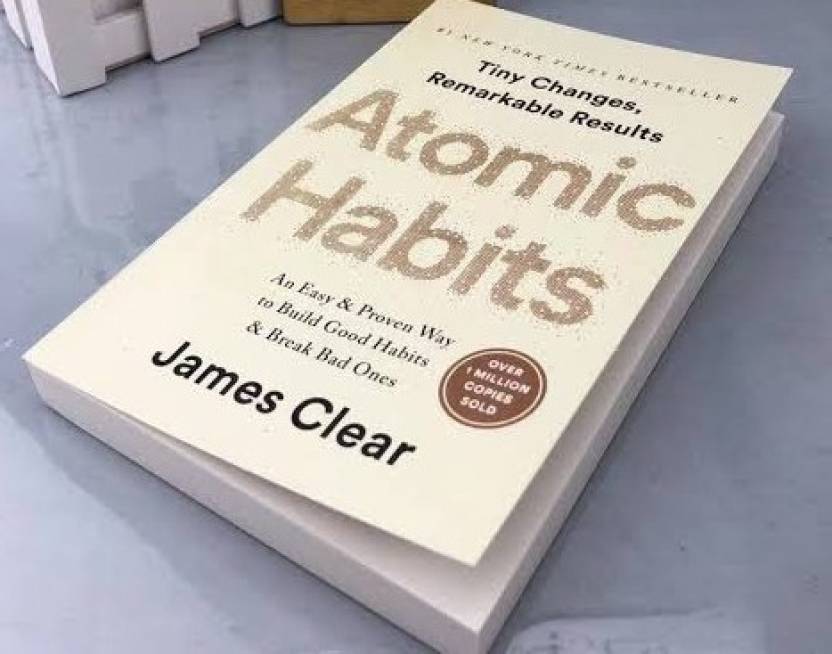 #1 NEW YORK TIMES BESTSELLER
Tiny Changes,
Remarkable Results
Atomic
Habits
An Easy & Proven Way
to Build Good Habits
& Break Bad Ones
James Clear
OVER
1 MILLION
COPIES
SOLD